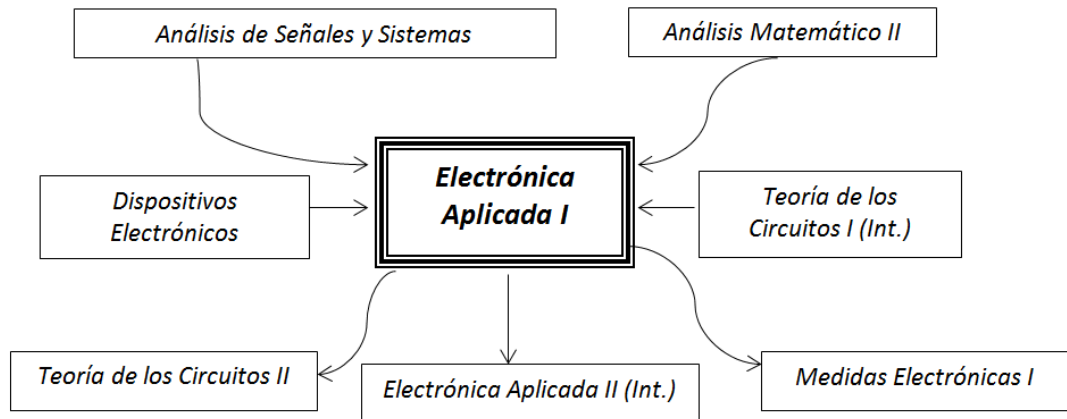 Análisis de Señales y Sistemas
Análisis Matemático II
Electrónica
Aplicada I
Dispositivos
Electrónicos
Teoría de los
Circuitos I (Int.)
Teoría de los Circuitos II
Electrónica Aplicada II (Int.)
Medidas Electrónicas I